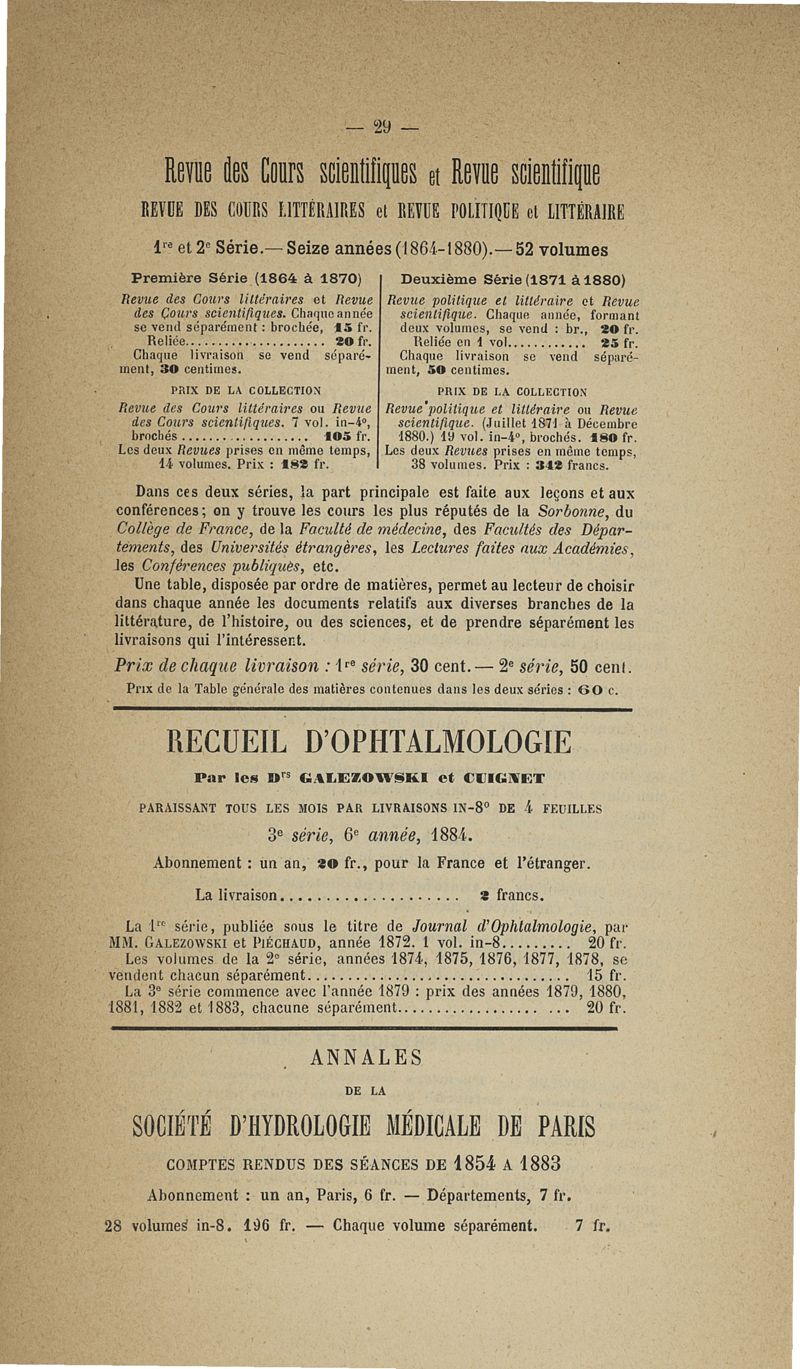 — 29 —
Revue des Cours scientifiques et Revue scientifique
REVUE DES COURS LITTÉRAIRES et REVUE POLITIQUE et LITTÉRAIRE
1re et 2e Série.— Seize années (1864-1880).— 52 volumes
Première Série (1864 à 1870)
Revue des Cours littéraires et Revue
des Cours scientifiques. Chaque année
se vend séparément : brochée, 15 fr.
Reliée...................... 20 fr.
Chaque livraison se vend séparé-
ment, 30 centimes.
PRIX DE LA COLLECTION
Revue des Cours littéraires ou Revue
des Cours scientifiques. 7 vol. in-4°,
brochés .................... 105 fr.
Les deux Revues prises en même temps,
14 volumes. Prix : 182 fr.
Deuxième Série (1871 à 1880)
Revue politique et littéraire et Revue
scientifique. Chaque année, formant
deux volumes, se vend : br., 20 fr.
Reliée en 1 vol............ 25 fr.
Chaque livraison se vend séparé-
ment, 50 centimes.
PRIX DE LA COLLECTION
Revue politique et littéraire ou Revue
scientifique. (Juillet 1871 à Décembre
1880.) 19 vol. in-4°, brochés. 180 fr.
Les deux Revues prises en même temps,
38 volumes. Prix : 342 francs.
Dans ces deux séries, la part principale est faite aux leçons et aux
conférences ; on y trouve les cours les plus réputés de la Sorbonne, du
Collège de France, de la Faculté de médecine, des Facultés des Dépar-
tements, des Universités étrangères, les Lectures faites aux Académies,
les Conférences publiques, etc.
Une table, disposée par ordre de matières, permet au lecteur de choisir
dans chaque année les documents relatifs aux diverses branches de la
littérature, de l'histoire, ou des sciences, et de prendre séparément les
livraisons qui l'intéressent.
Prix de chaque livraison : 1re série, 30 cent. — 2e série, 50 cent.
Prix de la Table générale des matières contenues dans les deux séries : 60 c.
RECUEIL D'OPHTALMOLOGIE
Par les Drs GALEZOWSKI et CUIGNET
PARAISSANT TOUS LES MOIS PAR LIVRAISONS IN-8° DE 4 FEUILLES
3e série, 6e année, 1884.
Abonnement : un an, 20 fr., pour la France et l'étranger.
La livraison..................... 2 francs.
La 1re série, publiée sous le titre de Journal d'Ophtalmologie, par
MM. GALEZOWSKI et PIÉCHAUD, année 1872. 1 vol. in-8......... 20 fr.
Les volumes de la 2e série, années 1874, 1875, 1876, 1877, 1878, se
vendent chacun séparément................................. 15 fr.
La 3e série commence avec l'année 1879 : prix des années 1879, 1880,
1881, 1882 et 1883, chacune séparément...................... 20 fr.
ANNALES
DE LA
SOCIÉTÉ D'HYDROLOGIE MÉDICALE DE PARIS
COMPTES RENDUS DES SÉANCES DE 1854 A 1883
Abonnement : un an, Paris, 6 fr. — Départements, 7 fr.
28 volumes in-8. 196 fr. — Chaque volume séparément. 7 fr.